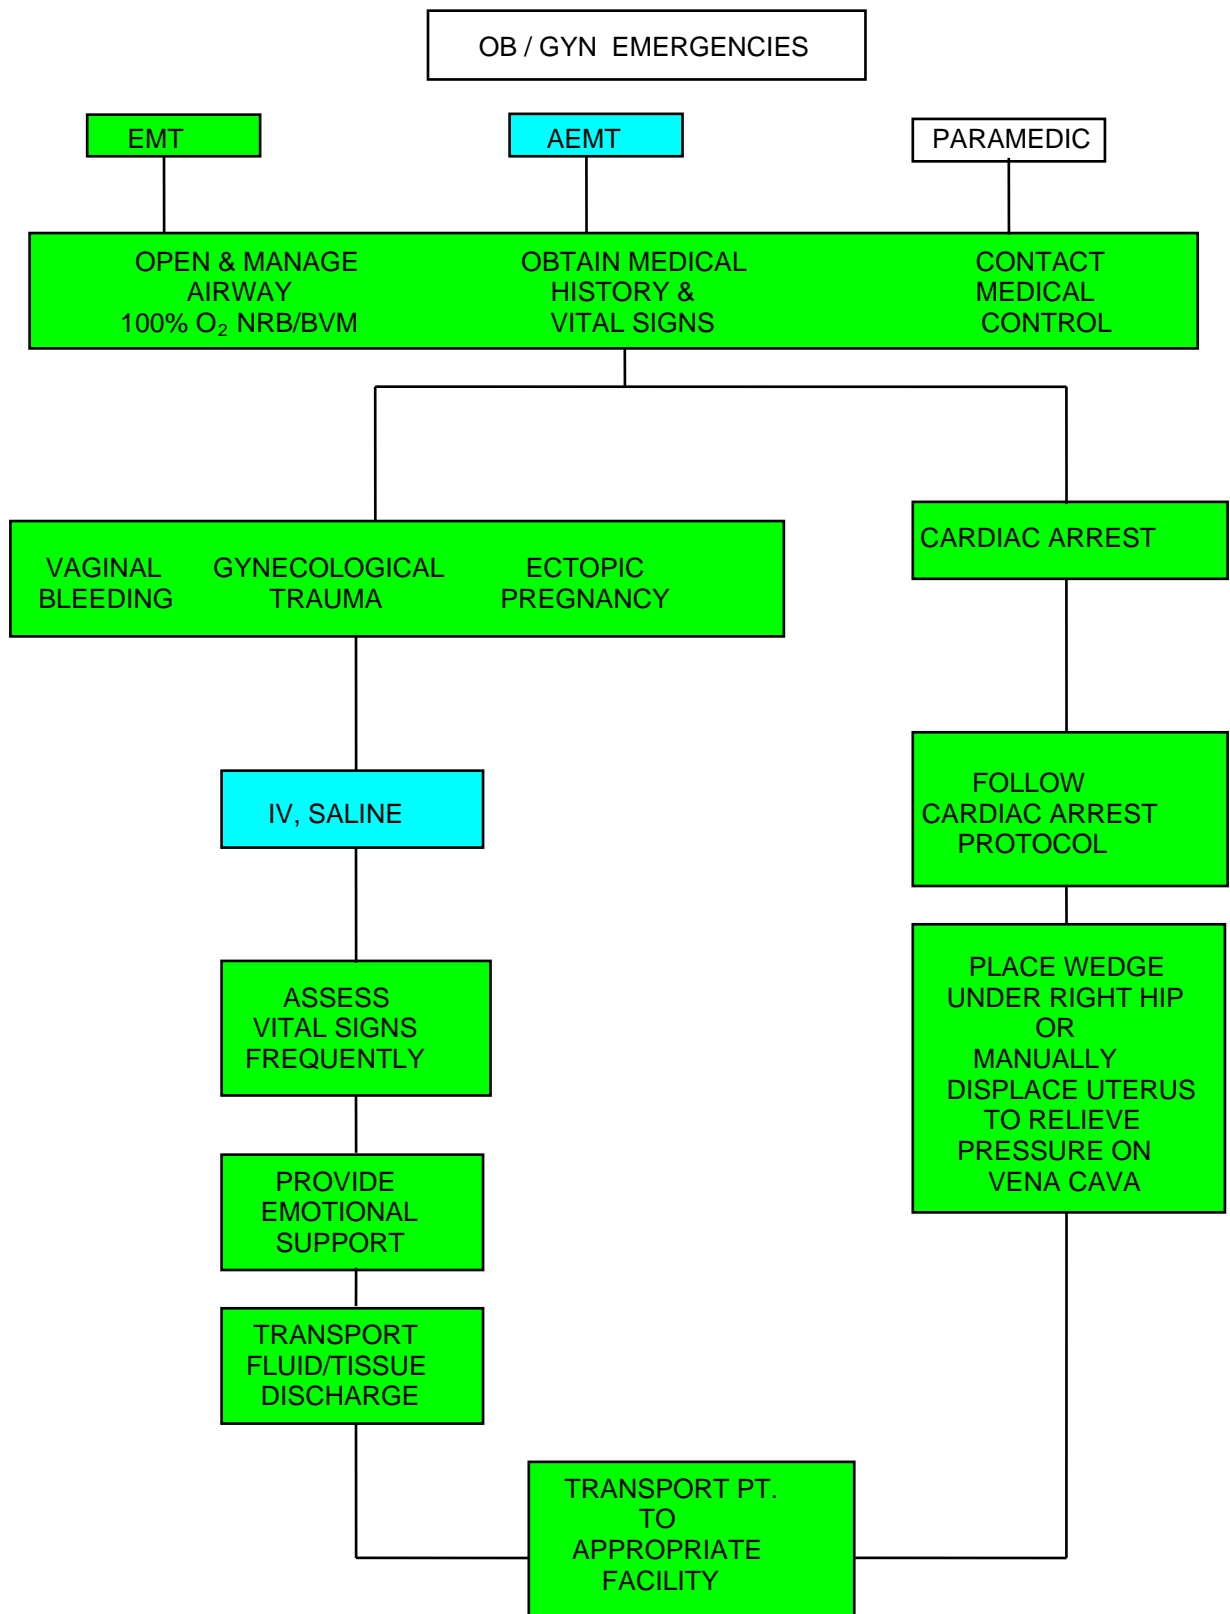 OB / GYN  EMERGENCIES
EMT
AEMT
PARAMEDIC
OPEN & MANAGE
AIRWAY
100% O₂ NRB/BVM
OBTAIN MEDICAL
HISTORY &
VITAL SIGNS
CONTACT
MEDICAL
CONTROL
VAGINAL
BLEEDING
GYNECOLOGICAL
TRAUMA
ECTOPIC
PREGNANCY
CARDIAC ARREST
IV, SALINE
FOLLOW
CARDIAC ARREST
PROTOCOL
ASSESS
VITAL SIGNS
FREQUENTLY
PLACE WEDGE
UNDER RIGHT HIP
OR
MANUALLY
DISPLACE UTERUS
TO RELIEVE
PRESSURE ON
VENA CAVA
PROVIDE
EMOTIONAL
SUPPORT
TRANSPORT
FLUID/TISSUE
DISCHARGE
TRANSPORT PT.
TO
APPROPRIATE
FACILITY